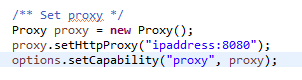 /** Set proxy */
Proxy proxy = new Proxy();
proxy.setHttpProxy("ipaddress:8080");
options.setCapability("proxy", proxy);